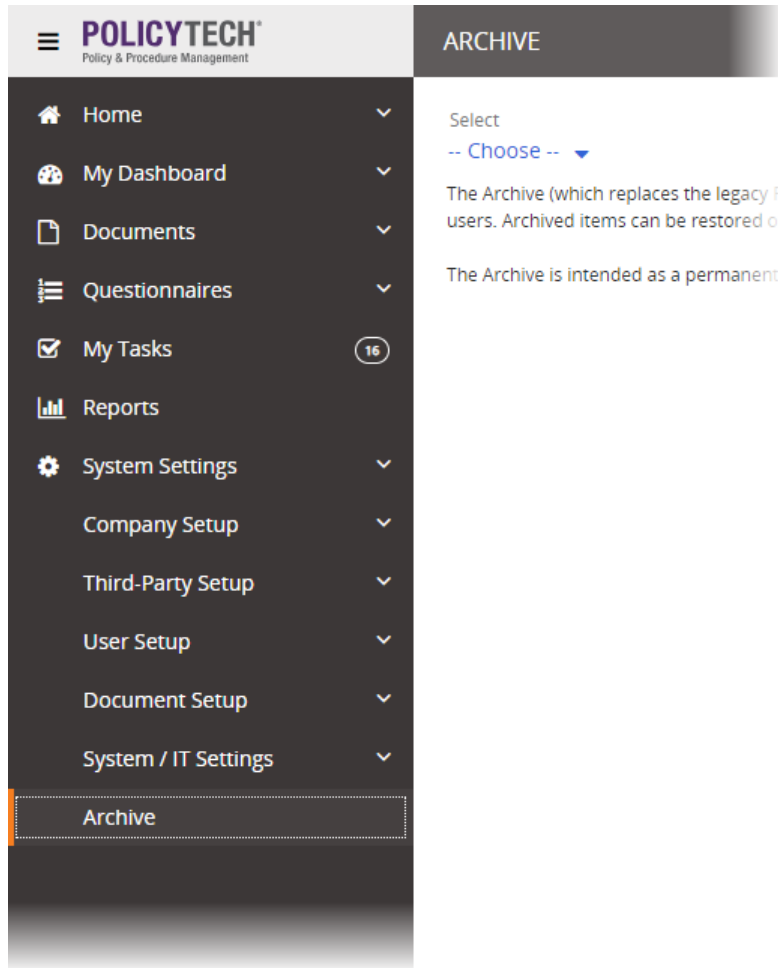 POLICYTECH®
Policy & Procedure Management
Home
My Dashboard
Documents
Questionnaires
My Tasks
16
Reports
System Settings
Company Setup
Third-Party Setup
User Setup
Document Setup
System / IT Settings
Archive
ARCHIVE
Select
-- Choose --
The Archive (which replaces the legacy
users. Archived items can be restored
The Archive is intended as a permanent